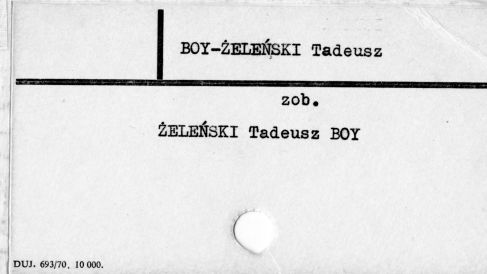 BOY-ŻELEŃSKI Tadeusz
zob.
ŻELEŃSKI Tadeusz BOY
DUJ. 693/70, 10 000.